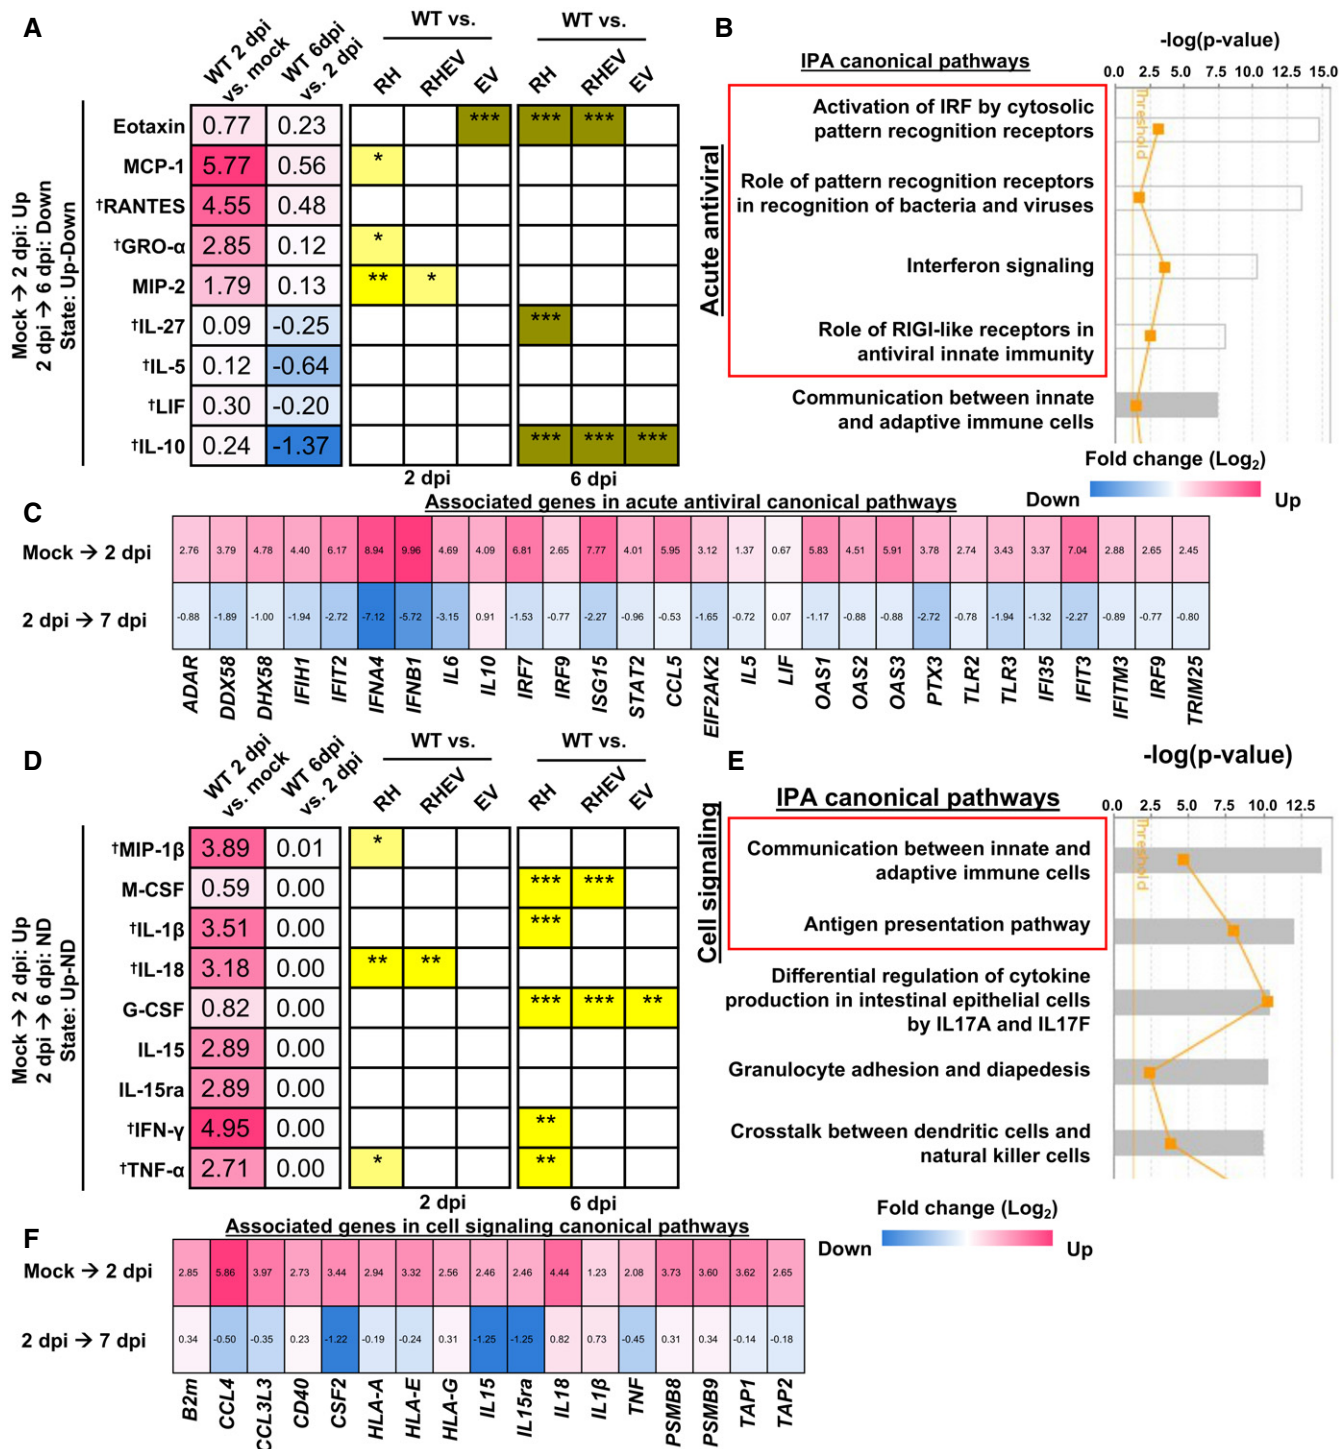 A
WT 2 dpi vs. mock
WT 6dpi vs. 2 dpi
WT vs.
WT vs.
RH RHEV EV RH RHEV EV
Mock → 2 dpi: Up
2 dpi → 6 dpi: Down
State: Up-Down
Eotaxin 0.77 0.23 *** *** ***
MCP-1 5.77 0.56 *
†RANTES 4.55 0.48
†GRO-α 2.85 0.12 *
MIP-2 1.79 0.13 ** *
†IL-27 0.09 -0.25 ***
†IL-5 0.12 -0.64
†LIF 0.30 -0.20
†IL-10 0.24 -1.37 *** *** ***
2 dpi 6 dpi
B
-log(p-value)
IPA canonical pathways
0.0 2.5 5.0 7.5 10.0 12.5 15.0
Threshold
Acute antiviral
Activation of IRF by cytosolic
pattern recognition receptors
Role of pattern recognition receptors
in recognition of bacteria and viruses
Interferon signaling
Role of RIGI-like receptors in
antiviral innate immunity
Communication between innate
and adaptive immune cells
Fold change (Log2)
Down Up
C
Associated genes in acute antiviral canonical pathways
Mock → 2 dpi 2.76 3.79 4.78 4.40 6.17 8.94 9.96 4.69 4.09 6.81 2.65 7.77 4.01 5.95 3.12 1.37 0.67 5.83 4.51 5.91 3.78 2.74 3.43 3.37 7.04 2.88 2.65 2.45
2 dpi → 7 dpi -0.88 -1.89 -1.00 -1.94 -2.72 -7.12 -5.72 -3.15 0.91 -1.53 -0.77 -2.27 -0.96 -0.53 -1.65 -0.72 0.07 -1.17 -0.88 -0.88 -2.72 -0.78 -1.94 -1.32 -2.27 -0.89 -0.77 -0.80
ADAR DDX58 DHX58 IFIH1 IFIT2 IFNA4 IFNB1 IL6 IL10 IRF7 IRF9 ISG15 STAT2 CCL5 EIF2AK2 IL5 LIF OAS1 OAS2 OAS3 PTX3 TLR2 TLR3 IFI35 IFIT3 IFITM3 IRF9 TRIM25
D
WT 2 dpi vs. mock
WT 6dpi vs. 2 dpi
WT vs.
WT vs.
RH RHEV EV RH RHEV EV
Mock → 2 dpi: Up
2 dpi → 6 dpi: ND
State: Up-ND
†MIP-1β 3.89 0.01 *
M-CSF 0.59 0.00 *** ***
†IL-1β 3.51 0.00 ***
†IL-18 3.18 0.00 ** **
G-CSF 0.82 0.00 *** *** **
IL-15 2.89 0.00
IL-15ra 2.89 0.00
†IFN-γ 4.95 0.00 **
†TNF-α 2.71 0.00 * **
2 dpi 6 dpi
E
-log(p-value)
IPA canonical pathways
0.0 2.5 5.0 7.5 10.0 12.5
Threshold
Cell signaling
Communication between innate and
adaptive immune cells
Antigen presentation pathway
Differential regulation of cytokine
production in intestinal epithelial cells
by IL17A and IL17F
Granulocyte adhesion and diapedesis
Crosstalk between dendritic cells and
natural killer cells
Fold change (Log2)
Down Up
F
Associated genes in cell signaling canonical pathways
Mock → 2 dpi 2.85 5.86 3.97 2.73 3.44 2.94 3.32 2.56 2.46 2.46 4.44 1.23 2.08 3.73 3.60 3.62 2.65
2 dpi → 7 dpi 0.34 -0.50 -0.35 0.23 -1.22 -0.19 -0.24 0.31 -1.25 -1.25 0.82 0.73 -0.45 0.31 0.34 -0.14 -0.18
B2m CCL4 CCL3L3 CD40 CSF2 HLA-A HLA-E HLA-G IL15 IL15ra IL18 IL1β TNF PSMB8 PSMB9 TAP1 TAP2